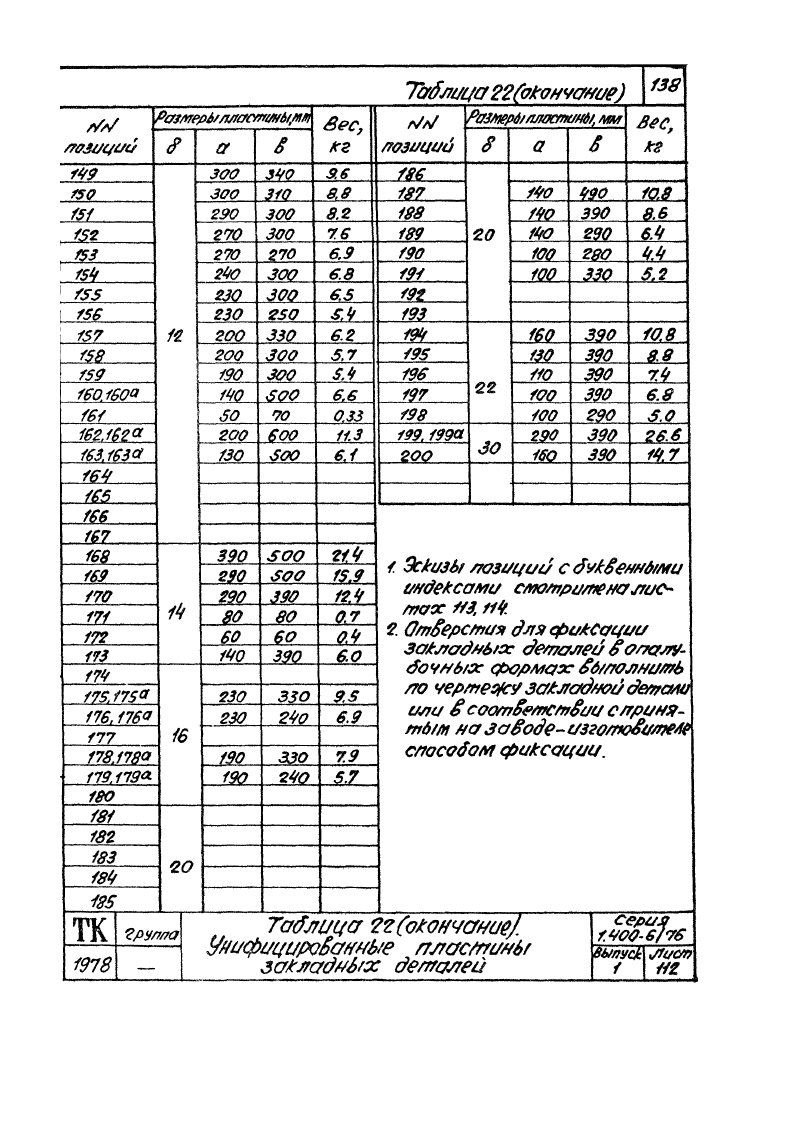 Таблица 22 (окончание) 138
NN позиций Размеры пластины, мм Вес, кг
δ а в
149 300 340 9.6
150 300 310 8.8
151 290 300 8.2
152 270 300 7.6
153 270 270 6.9
154 240 300 6.8
155 230 300 6.5
156 230 250 5.4
157 12 200 330 6.2
158 200 300 5.7
159 190 300 5.4
160, 160а 140 500 6.6
161 50 70 0.33
162, 162а 200 600 11.3
163, 163а 130 500 6.1
164
165
166
167
168 390 500 21.4
169 290 500 15.9
170 290 390 12.4
171 14 80 80 0.7
172 60 60 0.4
173 140 390 6.0
174
175, 175а 230 330 9.5
176, 176а 230 240 6.9
177 16
178, 178а 190 330 7.9
179, 179а 190 240 5.7
180
181
182
183
184 20
185
NN позиций Размеры пластины, мм Вес, кг
δ а в
186
187 140 490 10.8
188 140 390 8.6
189 20 140 290 6.4
190 100 280 4.4
191 100 330 5.2
192
193
194 160 390 10.8
195 130 390 8.8
196 110 390 7.4
197 22 100 390 6.8
198 100 290 5.0
199, 199а 30 290 390 26.6
200 160 390 14.7
1. Эскизы позиций с буквенными
индексами смотрите на лис-
тах 113, 114.
2. Отверстия для фиксации
закладных деталей в опалу-
бочных формах выполнить
по чертежу закладной детали
или в соответствии с приня-
тым на заводе-изготовителе
способом фиксации.
ТК группа
1978 —
Таблица 22 (окончание).
Унифицированные пластины
закладных деталей
Серия
1.400-6/76
Выпуск Лист
1 112